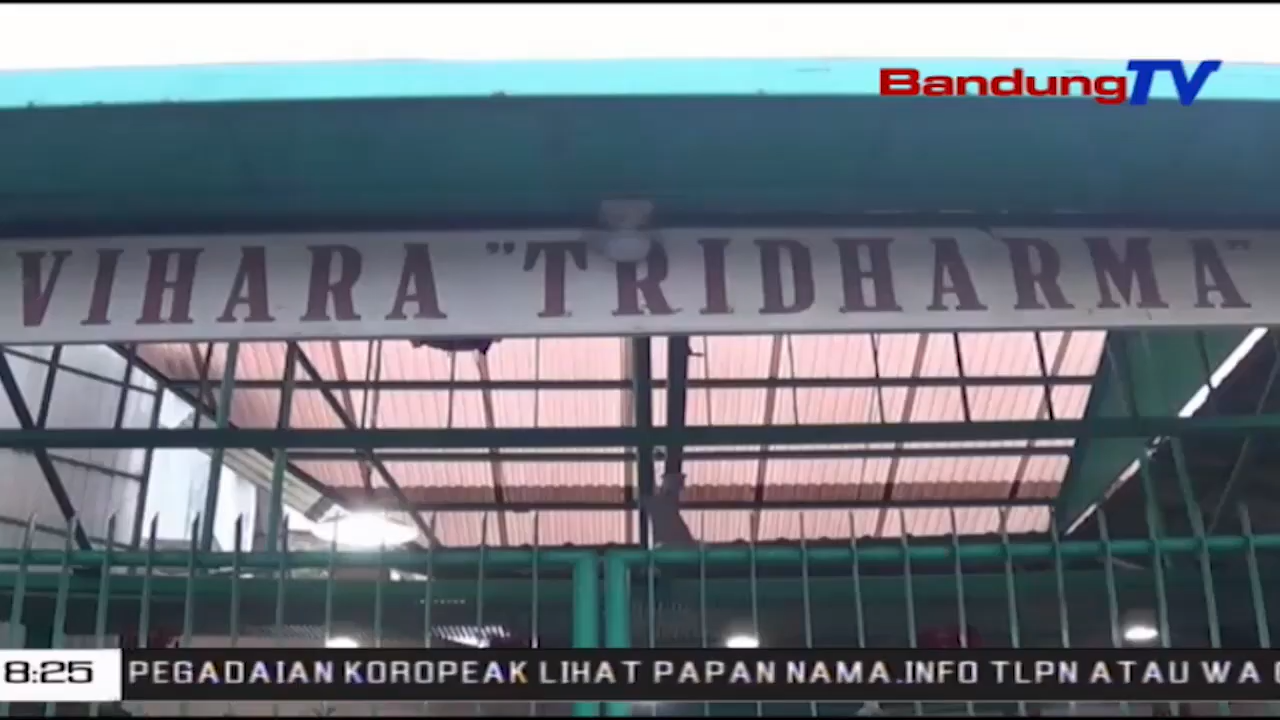 BandungTV
VIHARA "TRIDHARMA"
8:25
PEGADAIAN KOROPEAK LIHAT PAPAN NAMA.INFO TLPN ATAU WA